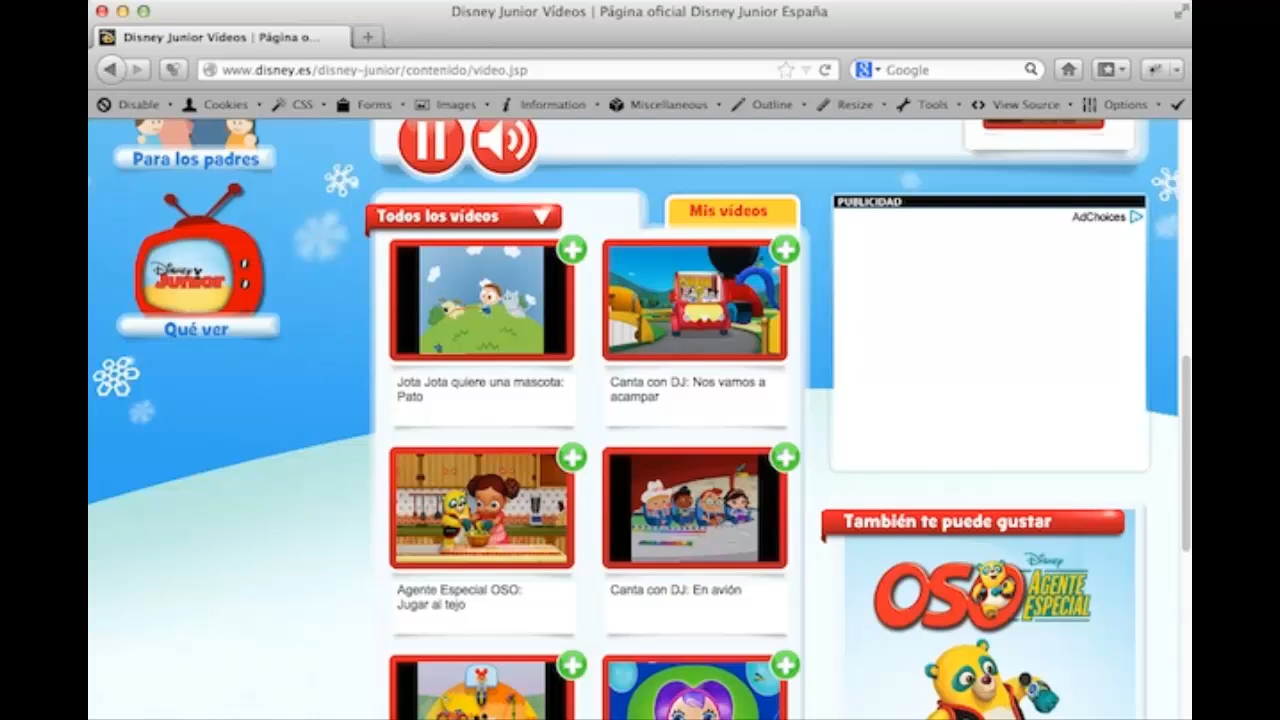 Disney Junior Vídeos | Página oficial Disney Junior España
Disney Junior Vídeos | Página o...
www.disney.es/disney-junior/contenido/video.jsp
Google
Disable Cookies CSS Forms Images Information Miscellaneous Outline Resize Tools View Source Options
Para los padres
Todos los vídeos
Mis vídeos
PUBLICIDAD
AdChoices
Disney Junior
Qué ver
Jota Jota quiere una mascota:
Pato
Canta con DJ: Nos vamos a
acampar
Agente Especial OSO:
Jugar al tejo
Canta con DJ: En avión
También te puede gustar
Disney
OSO AGENTE
ESPECIAL